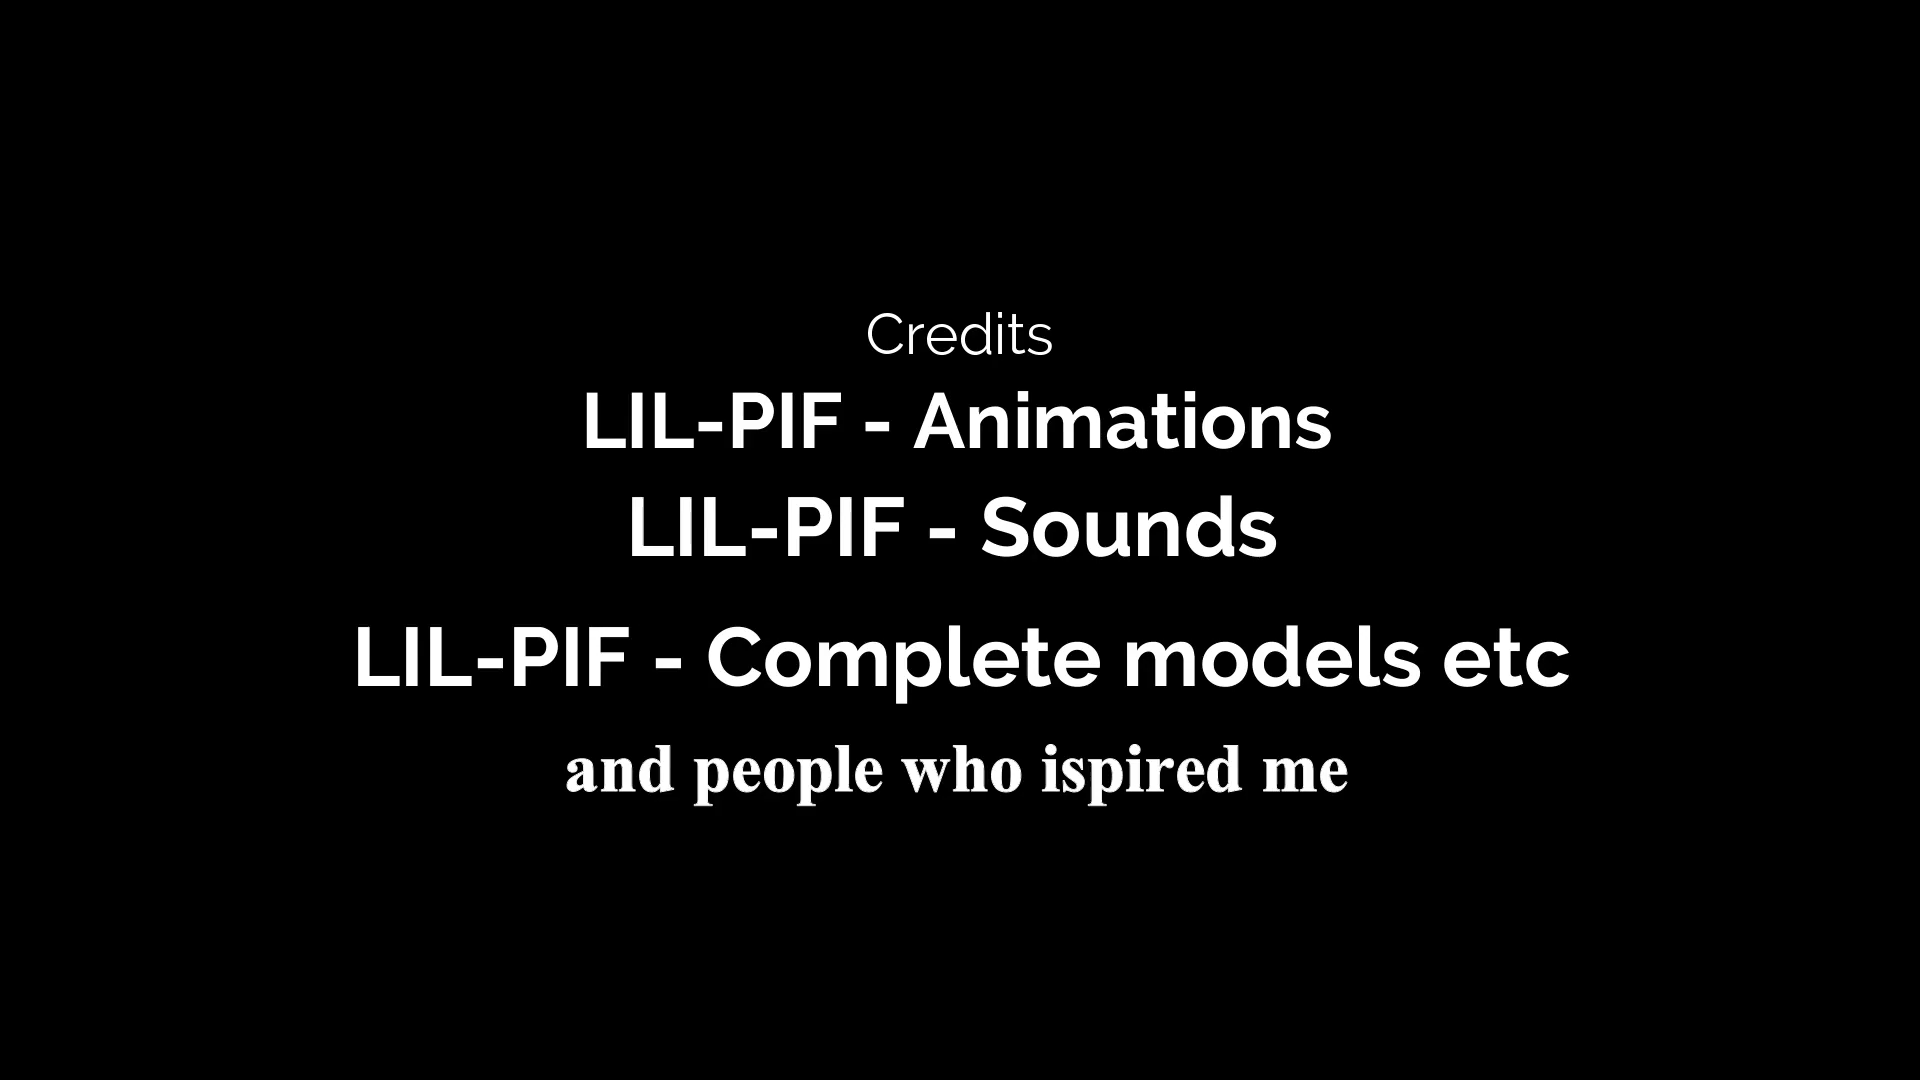 Credits
LIL-PIF - Animations
LIL-PIF - Sounds
LIL-PIF - Complete models etc
and people who ispired me